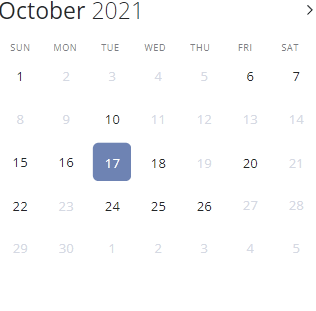 October 2021
SUN MON TUE WED THU FRI SAT
1 2 3 4 5 6 7
8 9 10 11 12 13 14
15 16 17 18 19 20 21
22 23 24 25 26 27 28
29 30 1 2 3 4 5